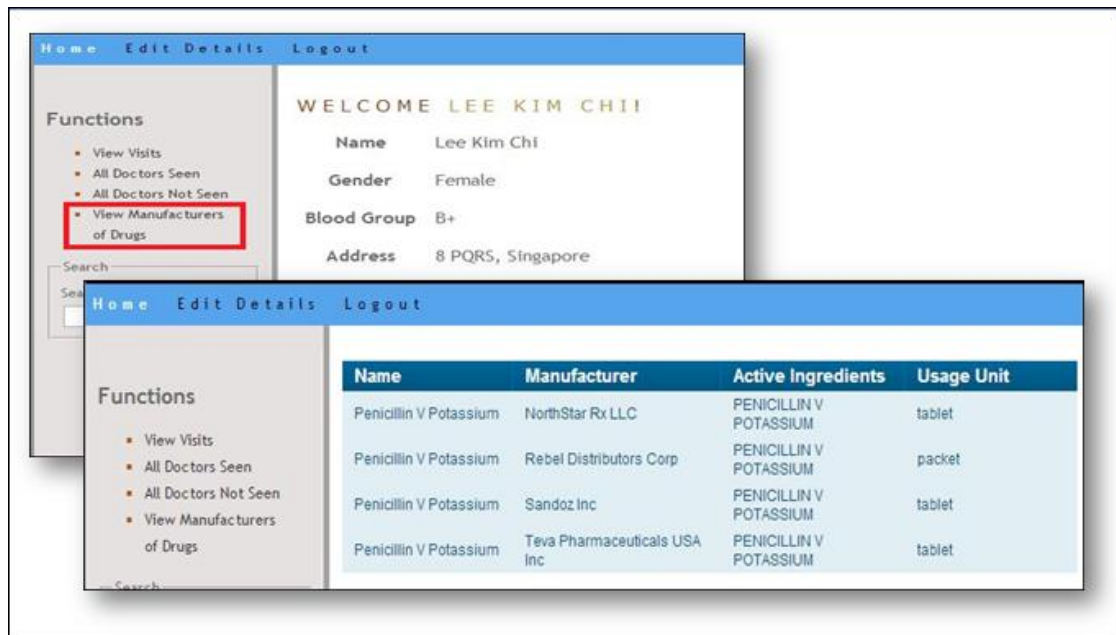 Home Edit Details Logout
Functions
View Visits
All Doctors Seen
All Doctors Not Seen
View Manufacturers
of Drugs
Search
WELCOME LEE KIM CHI!
Name Lee Kim Chi
Gender Female
Blood Group B+
Address 8 PQRS, Singapore
Home Edit Details Logout
Functions
View Visits
All Doctors Seen
All Doctors Not Seen
View Manufacturers
of Drugs
Search
Name Manufacturer Active Ingredients Usage Unit
Penicillin V Potassium NorthStar Rx LLC PENICILLIN V
POTASSIUM tablet
Penicillin V Potassium Rebel Distributors Corp PENICILLIN V
POTASSIUM packet
Penicillin V Potassium Sandoz Inc PENICILLIN V
POTASSIUM tablet
Penicillin V Potassium Teva Pharmaceuticals USA
Inc PENICILLIN V
POTASSIUM tablet